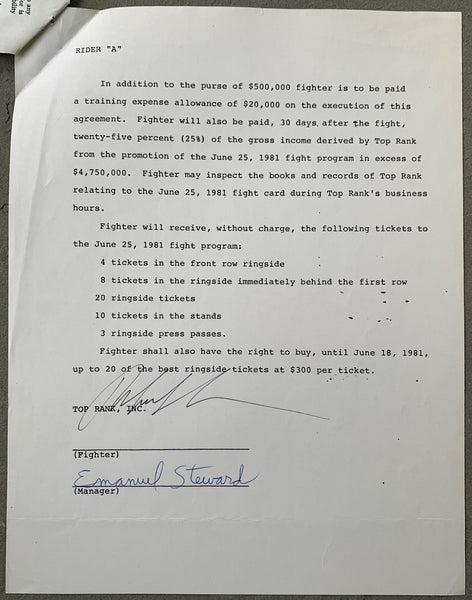 RIDER "A"
In addition to the purse of $500,000 fighter is to be paid
a training expense allowance of $20,000 on the execution of this
agreement. Fighter will also be paid, 30 days after the fight,
twenty-five percent (25%) of the gross income derived by Top Rank
from the promotion of the June 25, 1981 fight program in excess of
$4,750,000. Fighter may inspect the books and records of Top Rank
relating to the June 25, 1981 fight card during Top Rank's business
hours.
Fighter will receive, without charge, the following tickets to
the June 25, 1981 fight program:
4 tickets in the front row ringside
8 tickets in the ringside immediately behind the first row
20 ringside tickets
10 tickets in the stands
3 ringside press passes.
Fighter shall also have the right to buy, until June 18, 1981,
up to 20 of the best ringside tickets at $300 per ticket.
TOP RANK, INC.
(Fighter)
Emanuel Steward
(Manager)